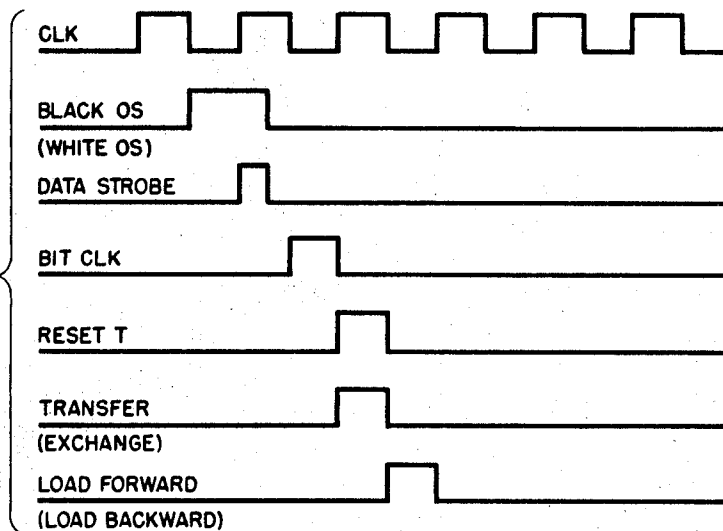 CLK
BLACK OS
(WHITE OS)
DATA STROBE
BIT CLK
RESET T
TRANSFER
(EXCHANGE)
LOAD FORWARD
(LOAD BACKWARD)